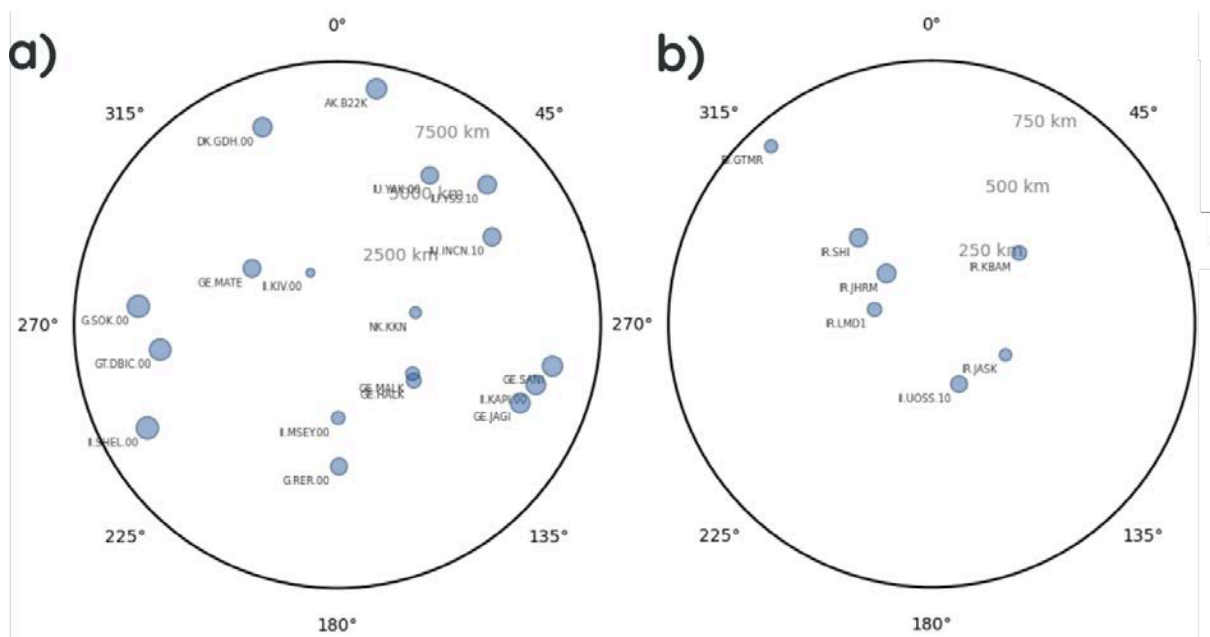 a)
0°
315°
45°
AK.B22K
7500 km
DK.GDH.00
IU.YAK.00
5000 km
IU.YSS.10
2500 km
IU.INCN.10
GE.MATE
II.KIV.00
270°
G.SOK.00
NK.KKN
GT.DBIC.00
GE.MALK
GE.HALK
GE.SANI
II.KAPI.00
GE.JAGI
II.SHEL.00
II.MSEY.00
G.RER.00
225°
135°
180°
b)
0°
315°
45°
750 km
500 km
IR.SHI
250 km
IR.KBAM
IR.JHRM
270°
IR.LMD1
IR.JASK
II.UOSS.10
225°
135°
180°